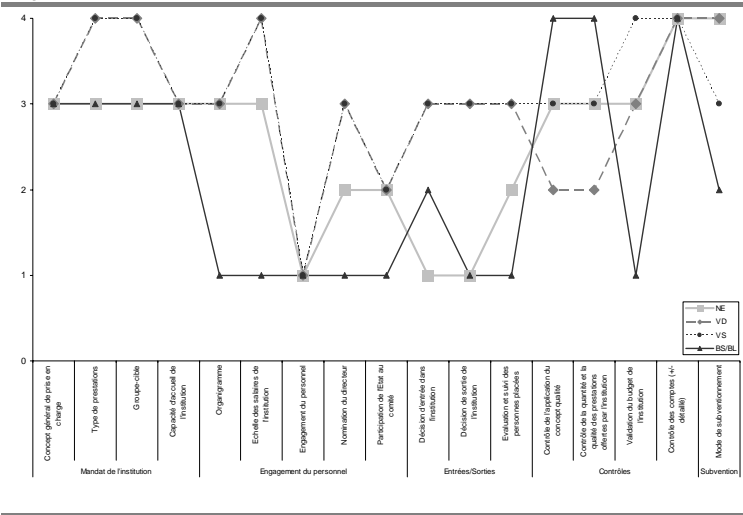 4
3
2
1
0
NE
VD
VS
BS/BL
Concept général de prise en
charge
Type de prestations
Groupe-cible
Capacité d'accueil de
l'institution
Organigramme
Echelle des salaires de
l'institution
Engagement du personnel
Nomination du directeur
Participation de l'Etat au
comité
Décision d'entrée dans
l'institution
Décision de sortie de
l'institution
Evaluation et suivi des
personnes placées
Contrôle de l'application du
concept qualité
Contrôle de la quantité et la
qualité des prestations
offertes par l'institution
Validation du budget de
l'institution
Contrôle des comptes (+/-
détaillé)
Mode de subventionnement
Mandat de l'institution
Engagement du personnel
Entrées/Sorties
Contrôles
Subvention